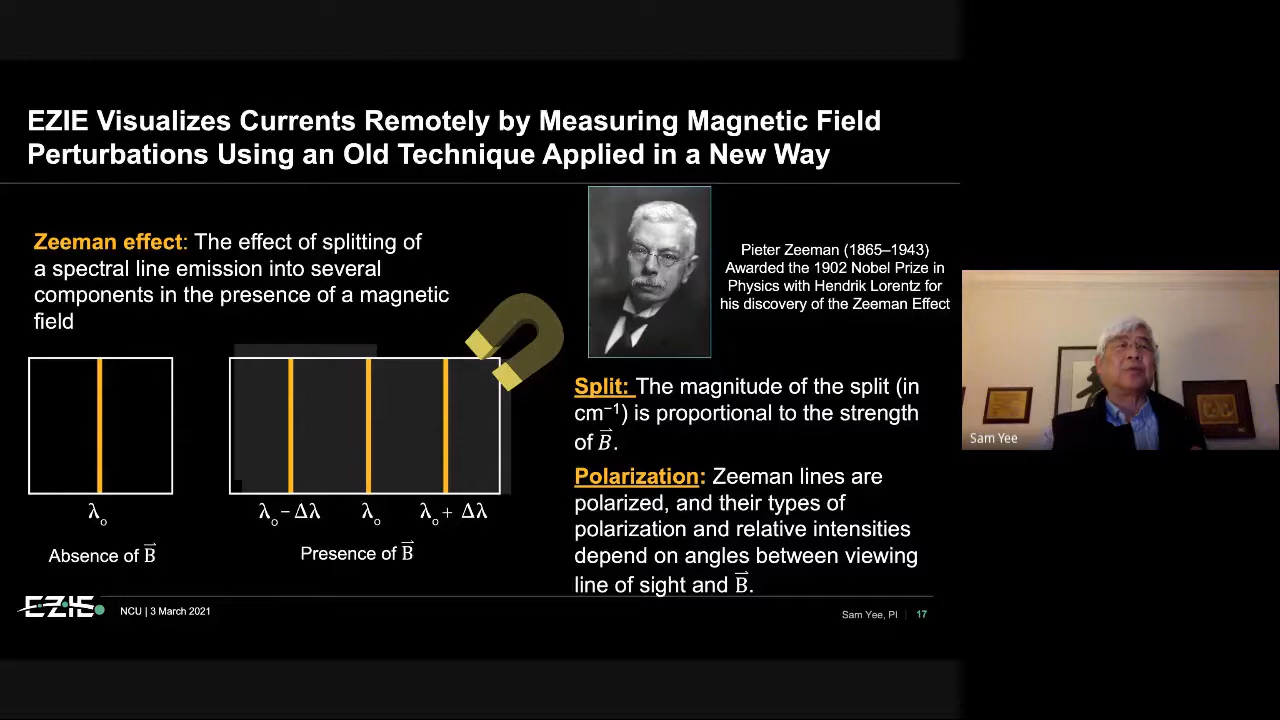 EZIE Visualizes Currents Remotely by Measuring Magnetic Field
Perturbations Using an Old Technique Applied in a New Way
Zeeman effect: The effect of splitting of
a spectral line emission into several
components in the presence of a magnetic
field
λo
Absence of B⃗
λo − Δλ λo λo + Δλ
Presence of B⃗
Pieter Zeeman (1865–1943)
Awarded the 1902 Nobel Prize in
Physics with Hendrik Lorentz for
his discovery of the Zeeman Effect
Split: The magnitude of the split (in
cm⁻¹) is proportional to the strength
of B⃗.
Polarization: Zeeman lines are
polarized, and their types of
polarization and relative intensities
depend on angles between viewing
line of sight and B⃗.
EZIE NCU | 3 March 2021
Sam Yee, PI | 17
Sam Yee